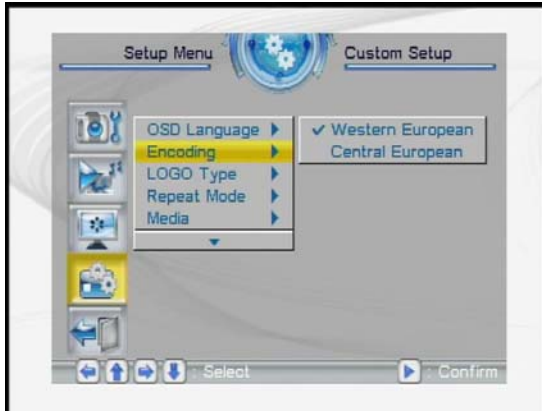 Setup Menu
Custom Setup
OSD Language
Encoding
LOGO Type
Repeat Mode
Media
✓ Western European
Central European
: Select
: Confirm